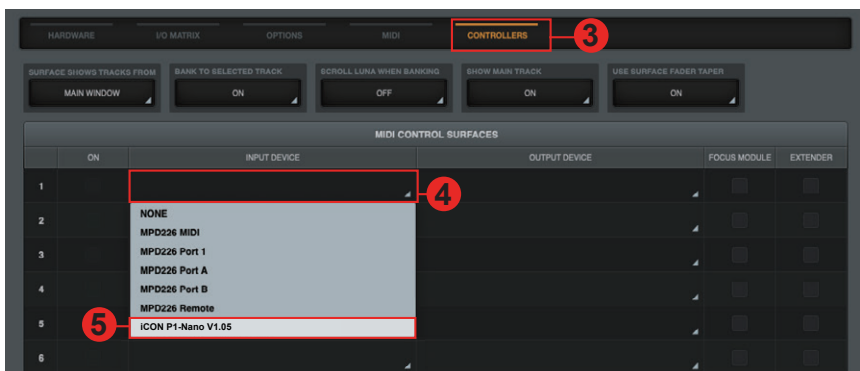 HARDWARE I/O MATRIX OPTIONS MIDI CONTROLLERS 3
SURFACE SHOWS TRACKS FROM BANK TO SELECTED TRACK SCROLL LUNA WHEN BANKING SHOW MAIN TRACK USE SURFACE FADER TAPER
MAIN WINDOW ON OFF ON ON
MIDI CONTROL SURFACES
ON INPUT DEVICE OUTPUT DEVICE FOCUS MODULE EXTENDER
1 4
2 NONE
MPD226 MIDI
3 MPD226 Port 1
MPD226 Port A
4 MPD226 Port B
MPD226 Remote
5 5 iCON P1-Nano V1.05
6